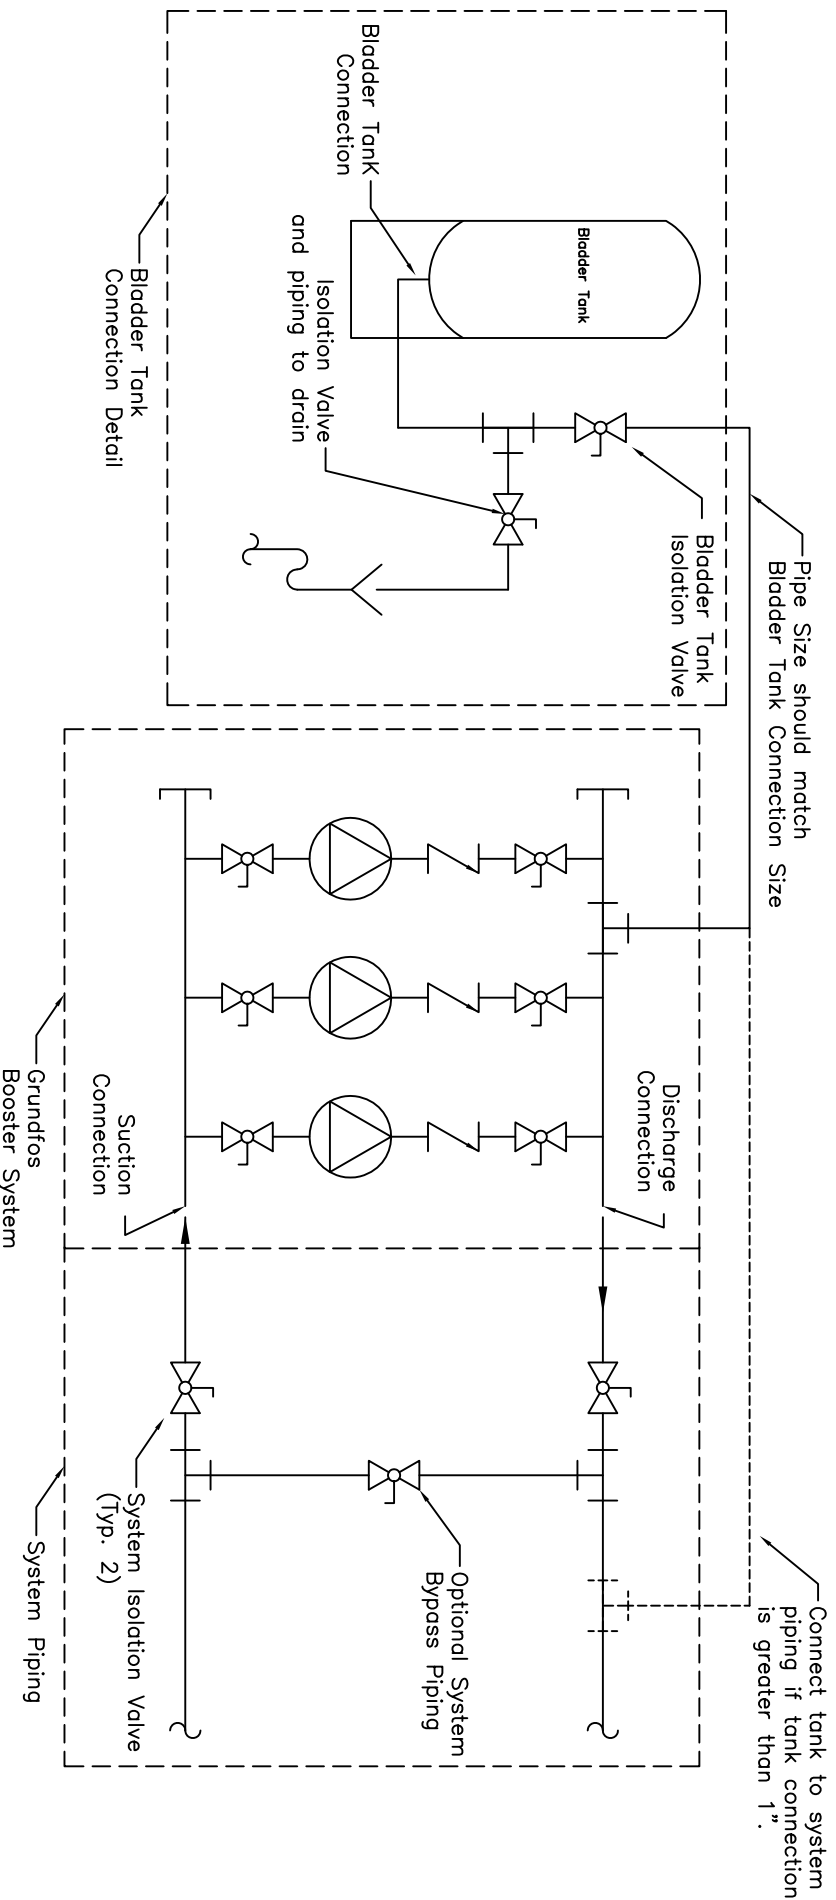 Bladder Tank
Connection
Bladder Tank
Isolation Valve
and piping to drain
Bladder Tank
Connection Detail
Bladder Tank
Isolation Valve
Pipe Size should match
Bladder Tank Connection Size
Discharge
Connection
Suction
Connection
Grundfos
Booster System
Connect tank to system
piping if tank connection
is greater than 1”.
Optional System
Bypass Piping
System Isolation Valve
(Typ. 2)
System Piping